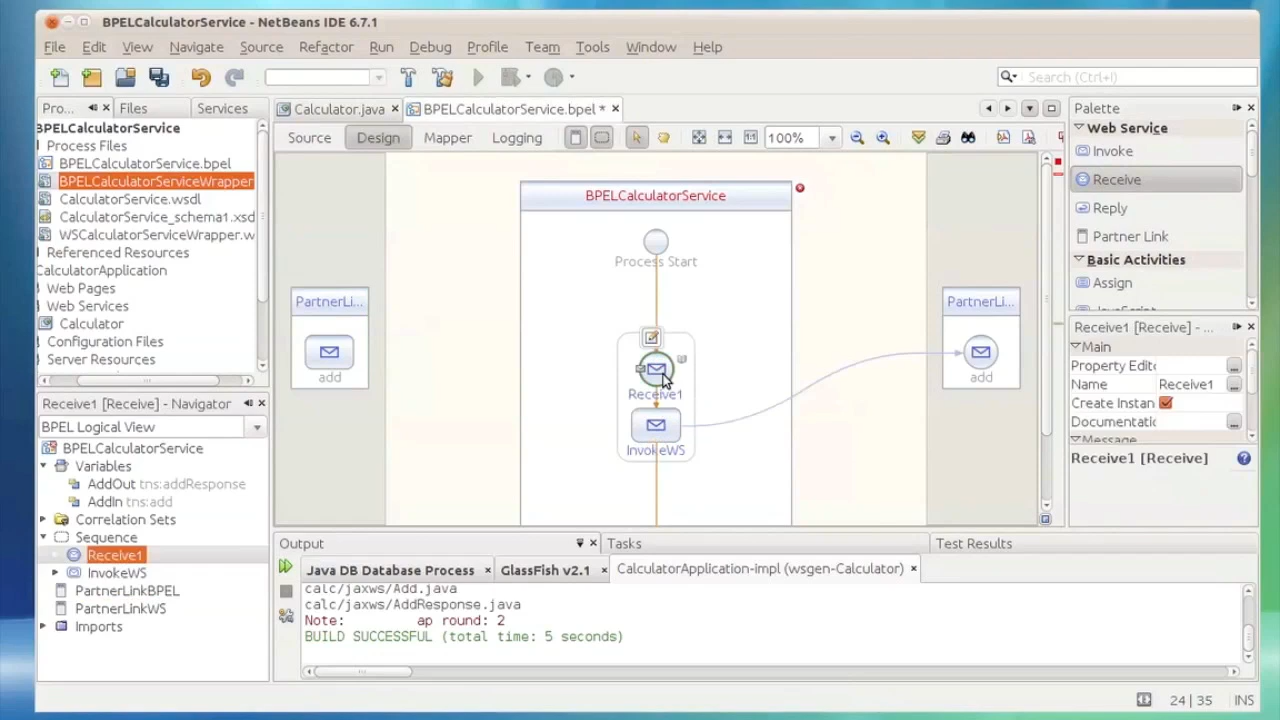 BPELCalculatorService - NetBeans IDE 6.7.1
File Edit View Navigate Source Refactor Run Debug Profile Team Tools Window Help
Search (Ctrl+I)
Pro... Files Services
BPELCalculatorService
Process Files
BPELCalculatorService.bpel
BPELCalculatorServiceWrapper
CalculatorService.wsdl
CalculatorService_schema1.xsd
WSCalculatorServiceWrapper.w
Referenced Resources
CalculatorApplication
Web Pages
Web Services
Calculator
Configuration Files
Server Resources
Receive1 [Receive] - Navigator
BPEL Logical View
BPELCalculatorService
Variables
AddOut tns:addResponse
AddIn tns:add
Correlation Sets
Sequence
Receive1
InvokeWS
PartnerLinkBPEL
PartnerLinkWS
Imports
Calculator.java BPELCalculatorService.bpel *
Source Design Mapper Logging 100%
BPELCalculatorService
Process Start
PartnerLi...
add
Receive1
InvokeWS
PartnerLi...
add
Output Tasks Test Results
Java DB Database Process GlassFish v2.1 CalculatorApplication-impl (wsgen-Calculator)
calc/jaxws/Add.java
calc/jaxws/AddResponse.java
Note: ap round: 2
BUILD SUCCESSFUL (total time: 5 seconds)
Palette
Web Service
Invoke
Receive
Reply
Partner Link
Basic Activities
Assign
Receive1 [Receive] - ...
Main
Property Edit
Name Receive1
Create Instan
Documentatic
Message
Receive1 [Receive]
24 | 35 INS